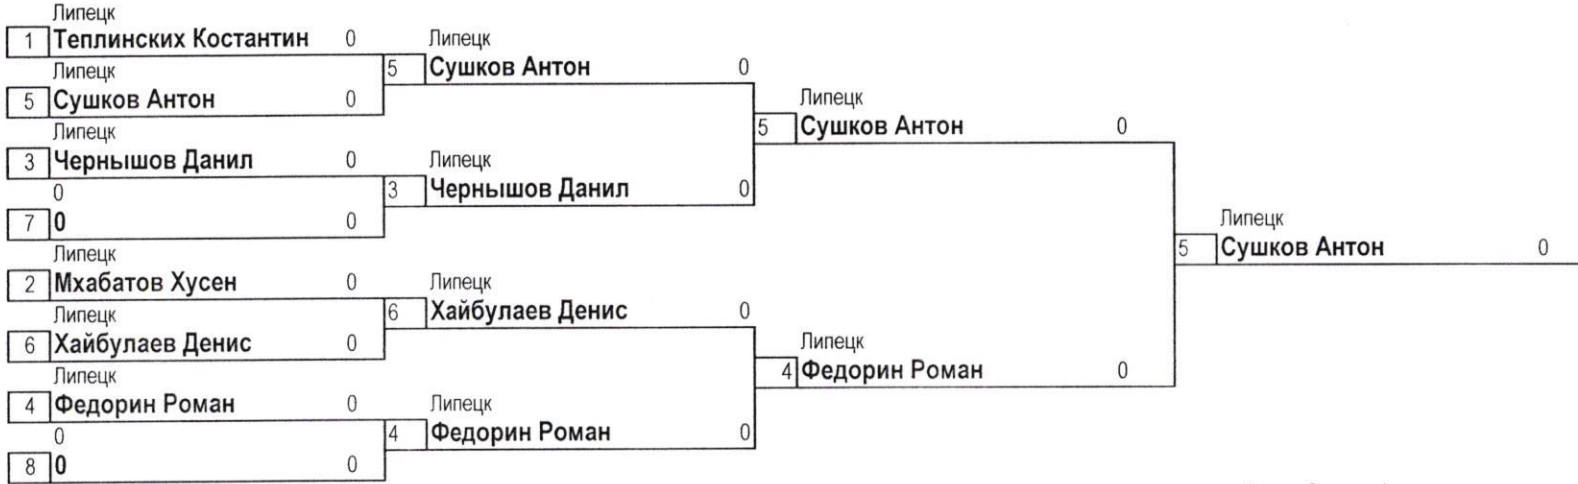 Липецк
1 Теплинских Костантин 0
Липецк
5 Сушков Антон 0
Липецк
3 Чернышов Данил 0
0
7 0 0
Липецк
2 Мхабатов Хусен 0
Липецк
6 Хайбулаев Денис 0
Липецк
4 Федорин Роман 0
0
8 0 0
Липецк
5 Сушков Антон 0
Липецк
3 Чернышов Данил 0
Липецк
6 Хайбулаев Денис 0
Липецк
4 Федорин Роман 0
Липецк
5 Сушков Антон 0
Липецк
4 Федорин Роман 0
Липецк
5 Сушков Антон 0